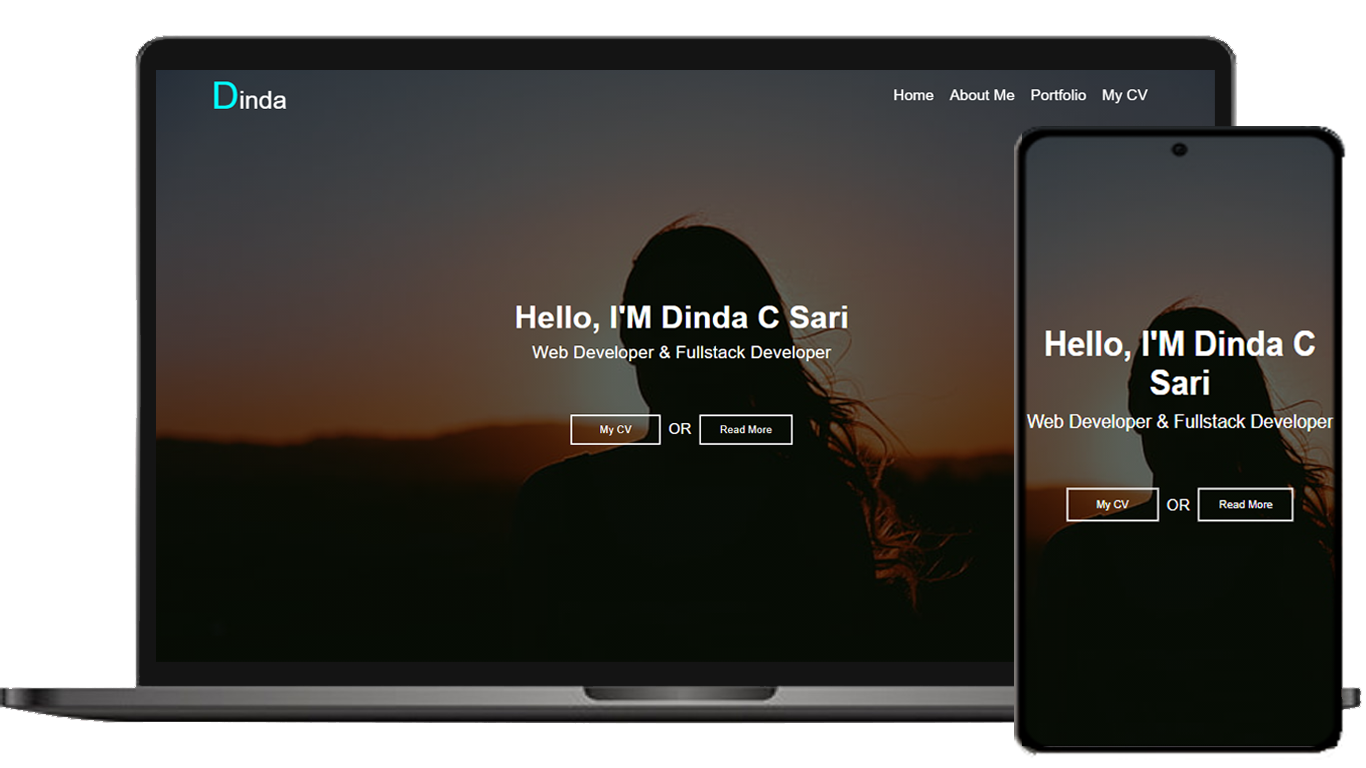 Dinda
Home About Me Portfolio My CV
Hello, I'M Dinda C Sari
Web Developer & Fullstack Developer
My CV OR Read More
Hello, I'M Dinda C
Sari
Web Developer & Fullstack Developer
My CV OR Read More